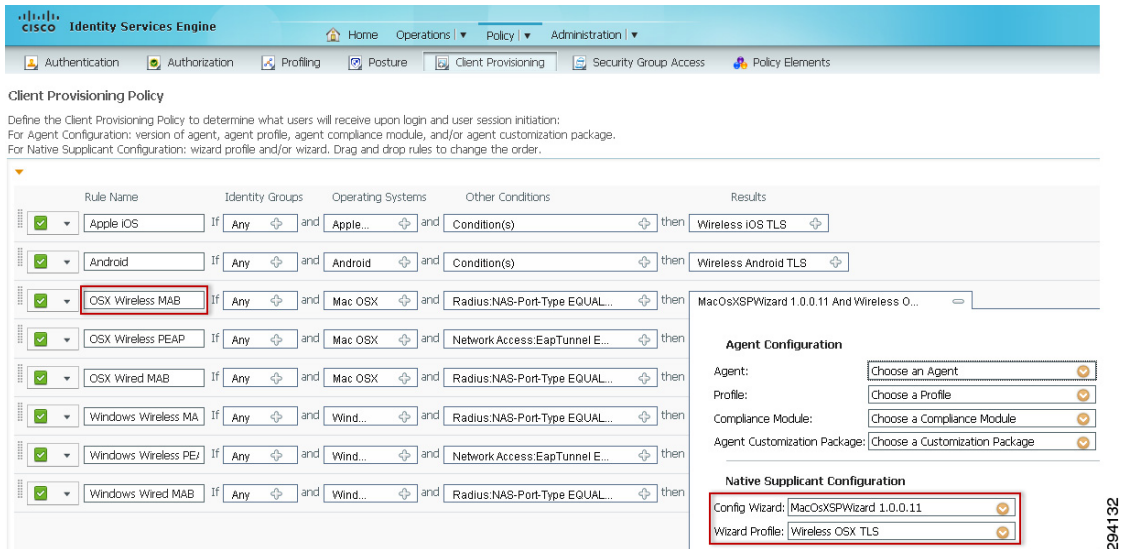 CISCO Identity Services Engine
Home Operations | Policy | Administration |
Authentication Authorization Profiling Posture Client Provisioning Security Group Access Policy Elements
Client Provisioning Policy
Define the Client Provisioning Policy to determine what users will receive upon login and user session initiation:
For Agent Configuration: version of agent, agent profile, agent compliance module, and/or agent customization package.
For Native Supplicant Configuration: wizard profile and/or wizard. Drag and drop rules to change the order.
Rule Name Identity Groups Operating Systems Other Conditions Results
Apple iOS If Any and Apple... and Condition(s) then Wireless iOS TLS
Android If Any and Android and Condition(s) then Wireless Android TLS
OSX Wireless MAB If Any and Mac OSX and Radius:NAS-Port-Type EQUAL... then MacOsXSPWizard 1.0.0.11 And Wireless O...
OSX Wireless PEAP If Any and Mac OSX and Network Access:EapTunnel E... then
Agent Configuration
Agent: Choose an Agent
OSX Wired MAB If Any and Mac OSX and Radius:NAS-Port-Type EQUAL... then
Profile: Choose a Profile
Windows Wireless MA If Any and Wind... and Radius:NAS-Port-Type EQUAL... then
Compliance Module: Choose a Compliance Module
Agent Customization Package: Choose a Customization Package
Windows Wireless PE If Any and Wind... and Network Access:EapTunnel E... then
Native Supplicant Configuration
Windows Wired MAB If Any and Wind... and Radius:NAS-Port-Type EQUAL... then
Config Wizard: MacOsXSPWizard 1.0.0.11
Wizard Profile: Wireless OSX TLS
294132